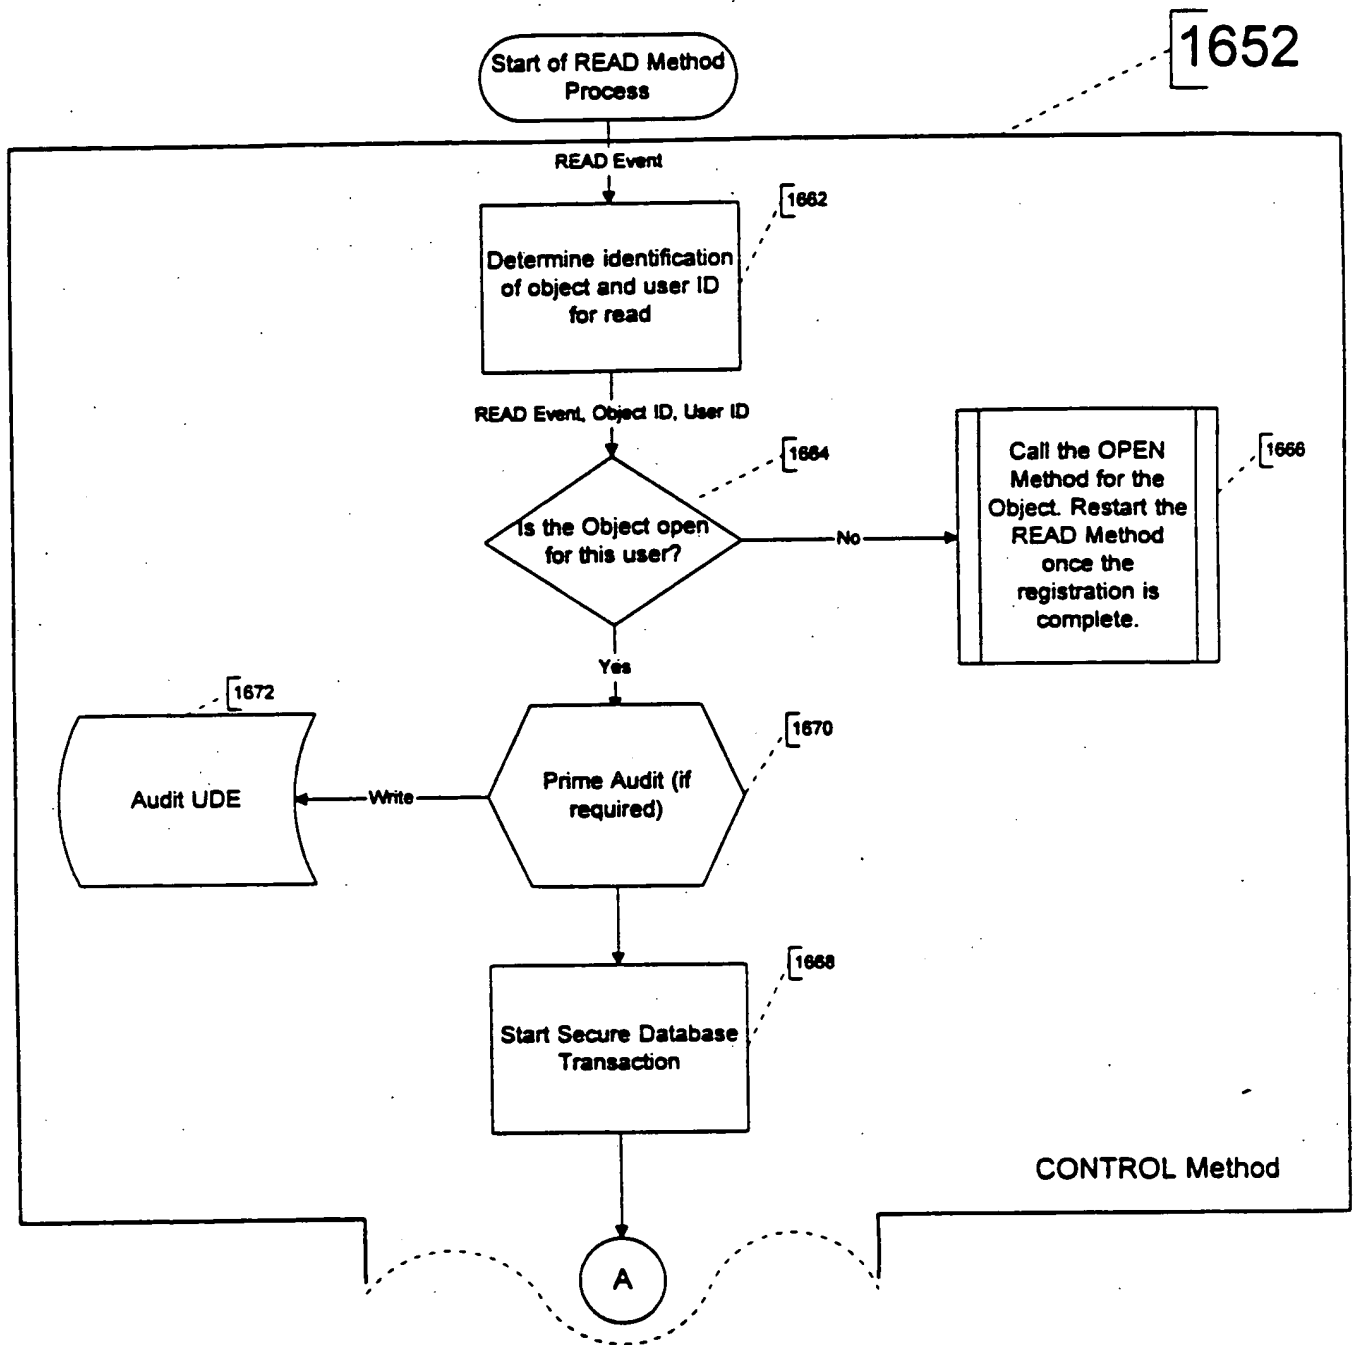 1652
Start of READ Method
Process
READ Event
1662
Determine identification
of object and user ID
for read
READ Event, Object ID, User ID
1664
Is the Object open
for this user?
No
Call the OPEN
Method for the
Object. Restart the
READ Method
once the
registration is
complete.
1666
Yes
1672
Audit UDE
Write
1670
Prime Audit (if
required)
1668
Start Secure Database
Transaction
CONTROL Method
A